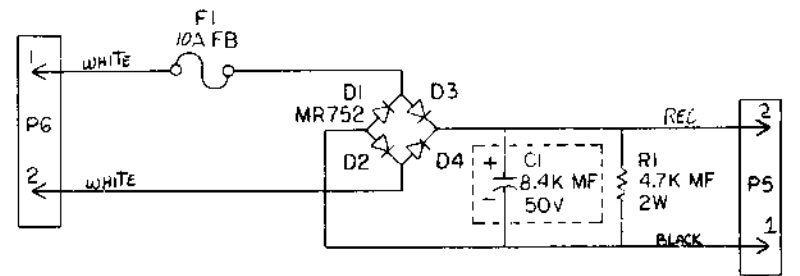 F1
10A FB
1
WHITE
P6
2
WHITE
D1
MR752
D3
D2
D4
RED
2
+
C1
8.4K MF
-
50V
R1
4.7K MF
2W
P5
1
BLACK